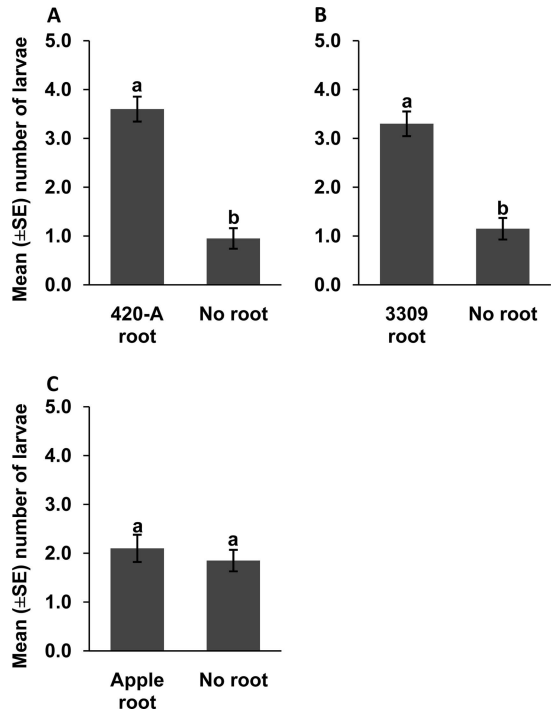 A
Mean (±SE) number of larvae
5.0
4.0
3.0
2.0
1.0
0.0
a
b
420-A root
No root
B
5.0
4.0
3.0
2.0
1.0
0.0
a
b
3309 root
No root
C
Mean (±SE) number of larvae
5.0
4.0
3.0
2.0
1.0
0.0
a
a
Apple root
No root